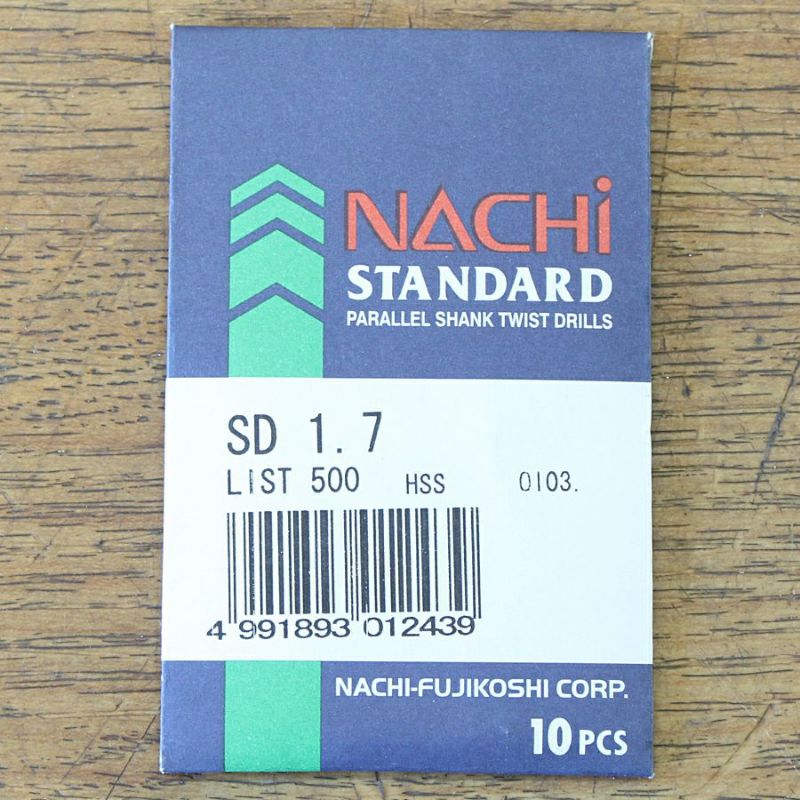 NACHi
STANDARD
PARALLEL SHANK TWIST DRILLS
SD 1.7
LIST 500 HSS 0103.
4 991893 012439
NACHI-FUJIKOSHI CORP.
10 PCS